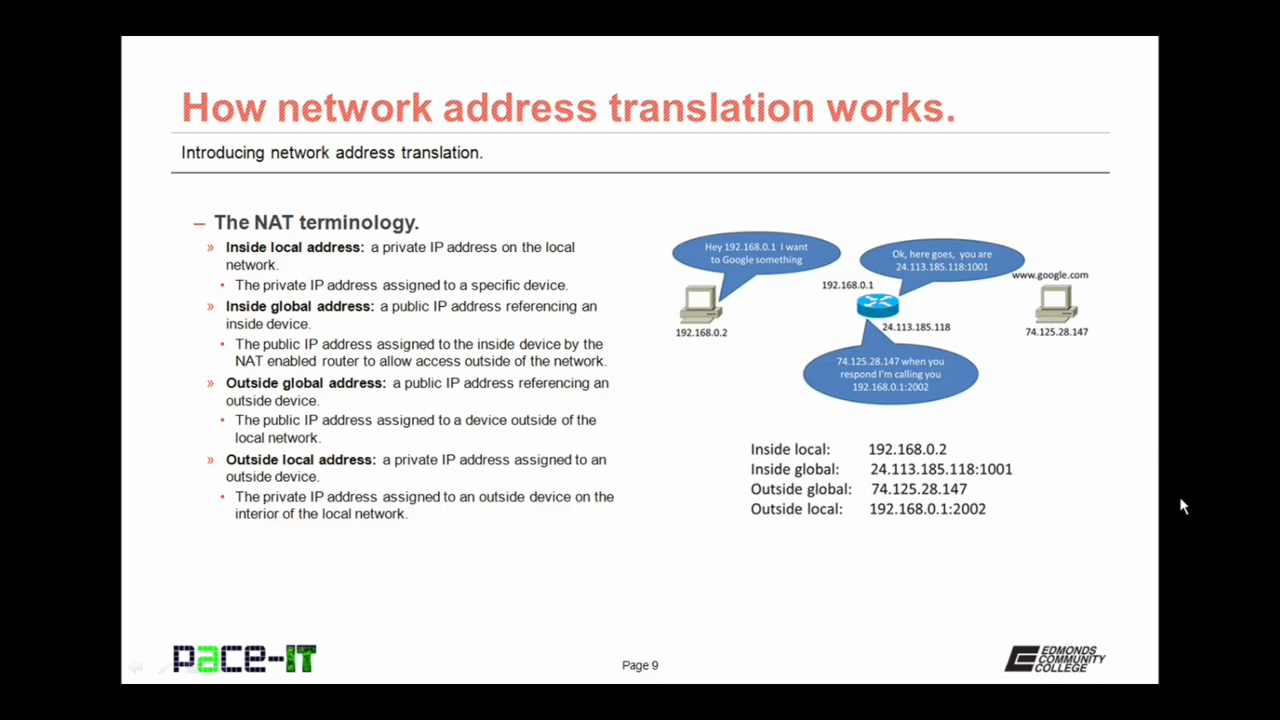 How network address translation works.
Introducing network address translation.
– The NAT terminology.
» Inside local address: a private IP address on the local
network.
• The private IP address assigned to a specific device.
» Inside global address: a public IP address referencing an
inside device.
• The public IP address assigned to the inside device by the
NAT enabled router to allow access outside of the network.
» Outside global address: a public IP address referencing an
outside device.
• The public IP address assigned to a device outside of the
local network.
» Outside local address: a private IP address assigned to an
outside device.
• The private IP address assigned to an outside device on the
interior of the local network.
Hey 192.168.0.1 I want
to Google something
Ok, here goes, you are
24.113.185.118:1001
www.google.com
192.168.0.1
192.168.0.2
24.113.185.118
74.125.28.147
74.125.28.147 when you
respond I'm calling you
192.168.0.1:2002
Inside local: 192.168.0.2
Inside global: 24.113.185.118:1001
Outside global: 74.125.28.147
Outside local: 192.168.0.1:2002
pace-IT
Page 9
EDMONDS
COMMUNITY
COLLEGE